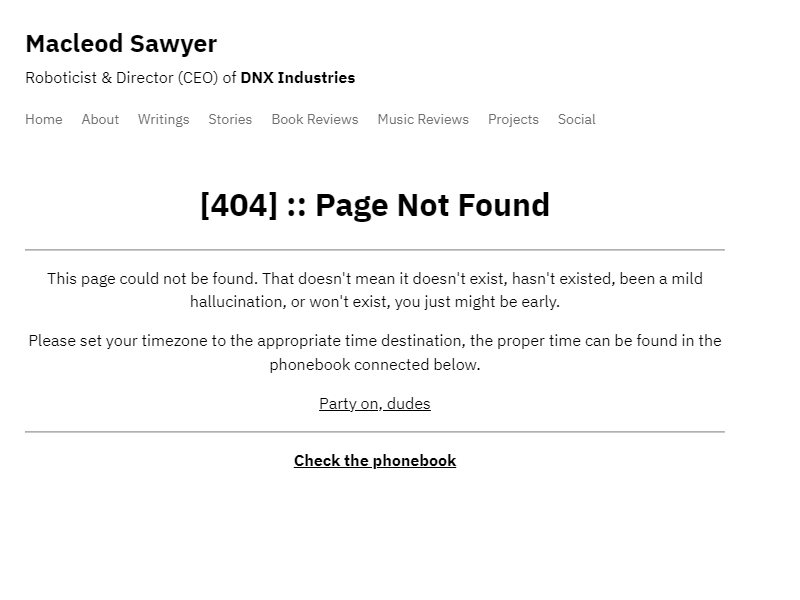 Macleod Sawyer
Roboticist & Director (CEO) of DNX Industries
Home About Writings Stories Book Reviews Music Reviews Projects Social
[404] :: Page Not Found
This page could not be found. That doesn't mean it doesn't exist, hasn't existed, been a mild
hallucination, or won't exist, you just might be early.
Please set your timezone to the appropriate time destination, the proper time can be found in the
phonebook connected below.
Party on, dudes
Check the phonebook